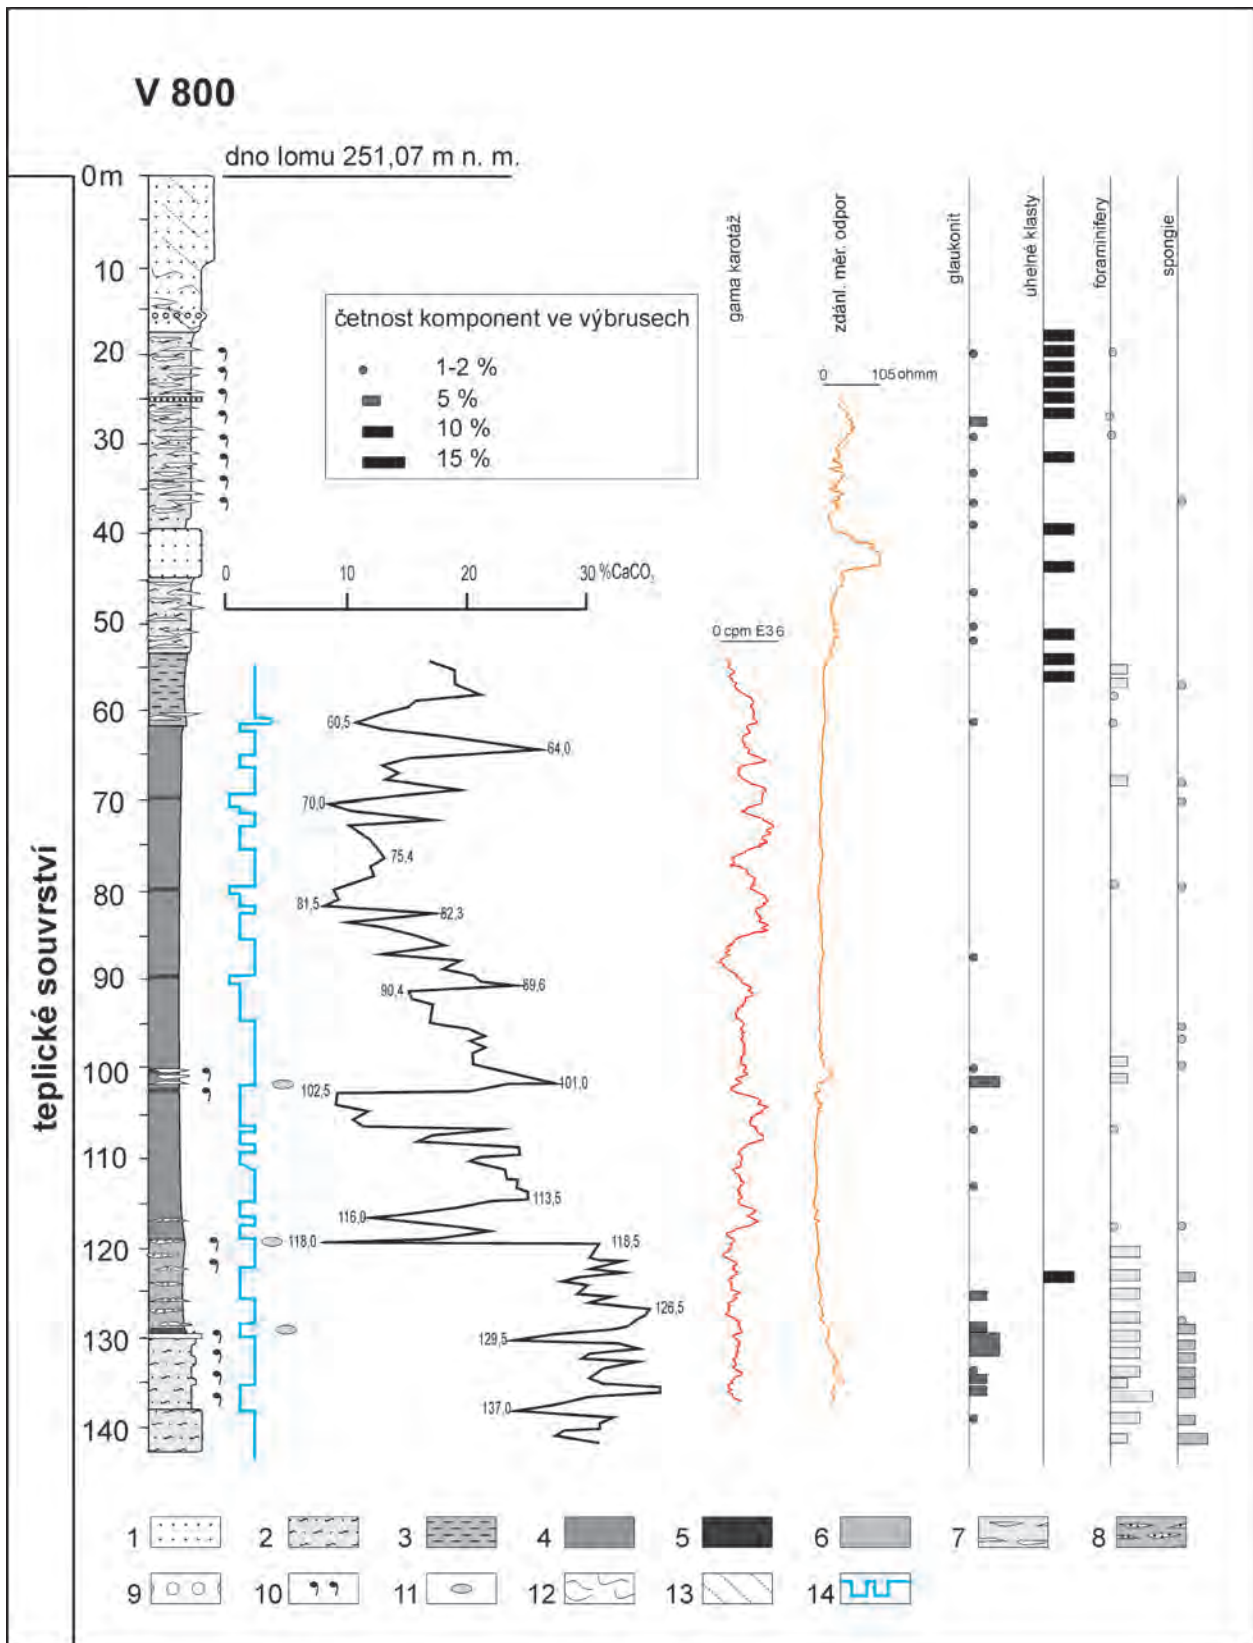 V 800
dno lomu 251,07 m n. m.
0m
10
20
30
40
50
60
70
80
90
100
110
120
130
140
teplické souvrství
četnost komponent ve výbrusech
1-2 %
5 %
10 %
15 %
gama karotáž
zdánl. měr. odpor
glaukonit
uhelné klasty
foraminifery
spongie
0 105 ohmm
0 10 20 30 %CaCO₃
0 cpm E3 6
60,5
64,0
70,0
75,4
81,5
82,3
89,6
90,4
101,0
102,5
113,5
116,0
118,0
118,5
126,5
129,5
137,0
1 2 3 4 5 6 7 8
9 10 11 12 13 14